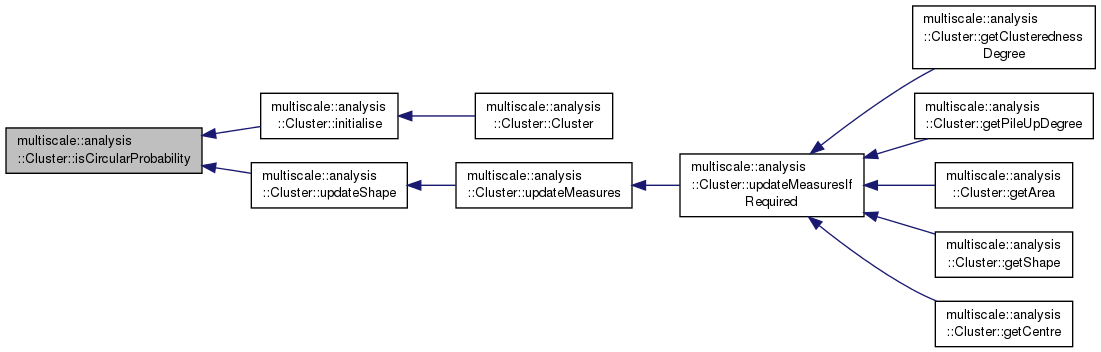 multiscale::analysis
::Cluster::isCircularProbability
multiscale::analysis
::Cluster::initialise
multiscale::analysis
::Cluster::Cluster
multiscale::analysis
::Cluster::updateShape
multiscale::analysis
::Cluster::updateMeasures
multiscale::analysis
::Cluster::updateMeasuresIf
Required
multiscale::analysis
::Cluster::getClusteredness
Degree
multiscale::analysis
::Cluster::getPileUpDegree
multiscale::analysis
::Cluster::getArea
multiscale::analysis
::Cluster::getShape
multiscale::analysis
::Cluster::getCentre